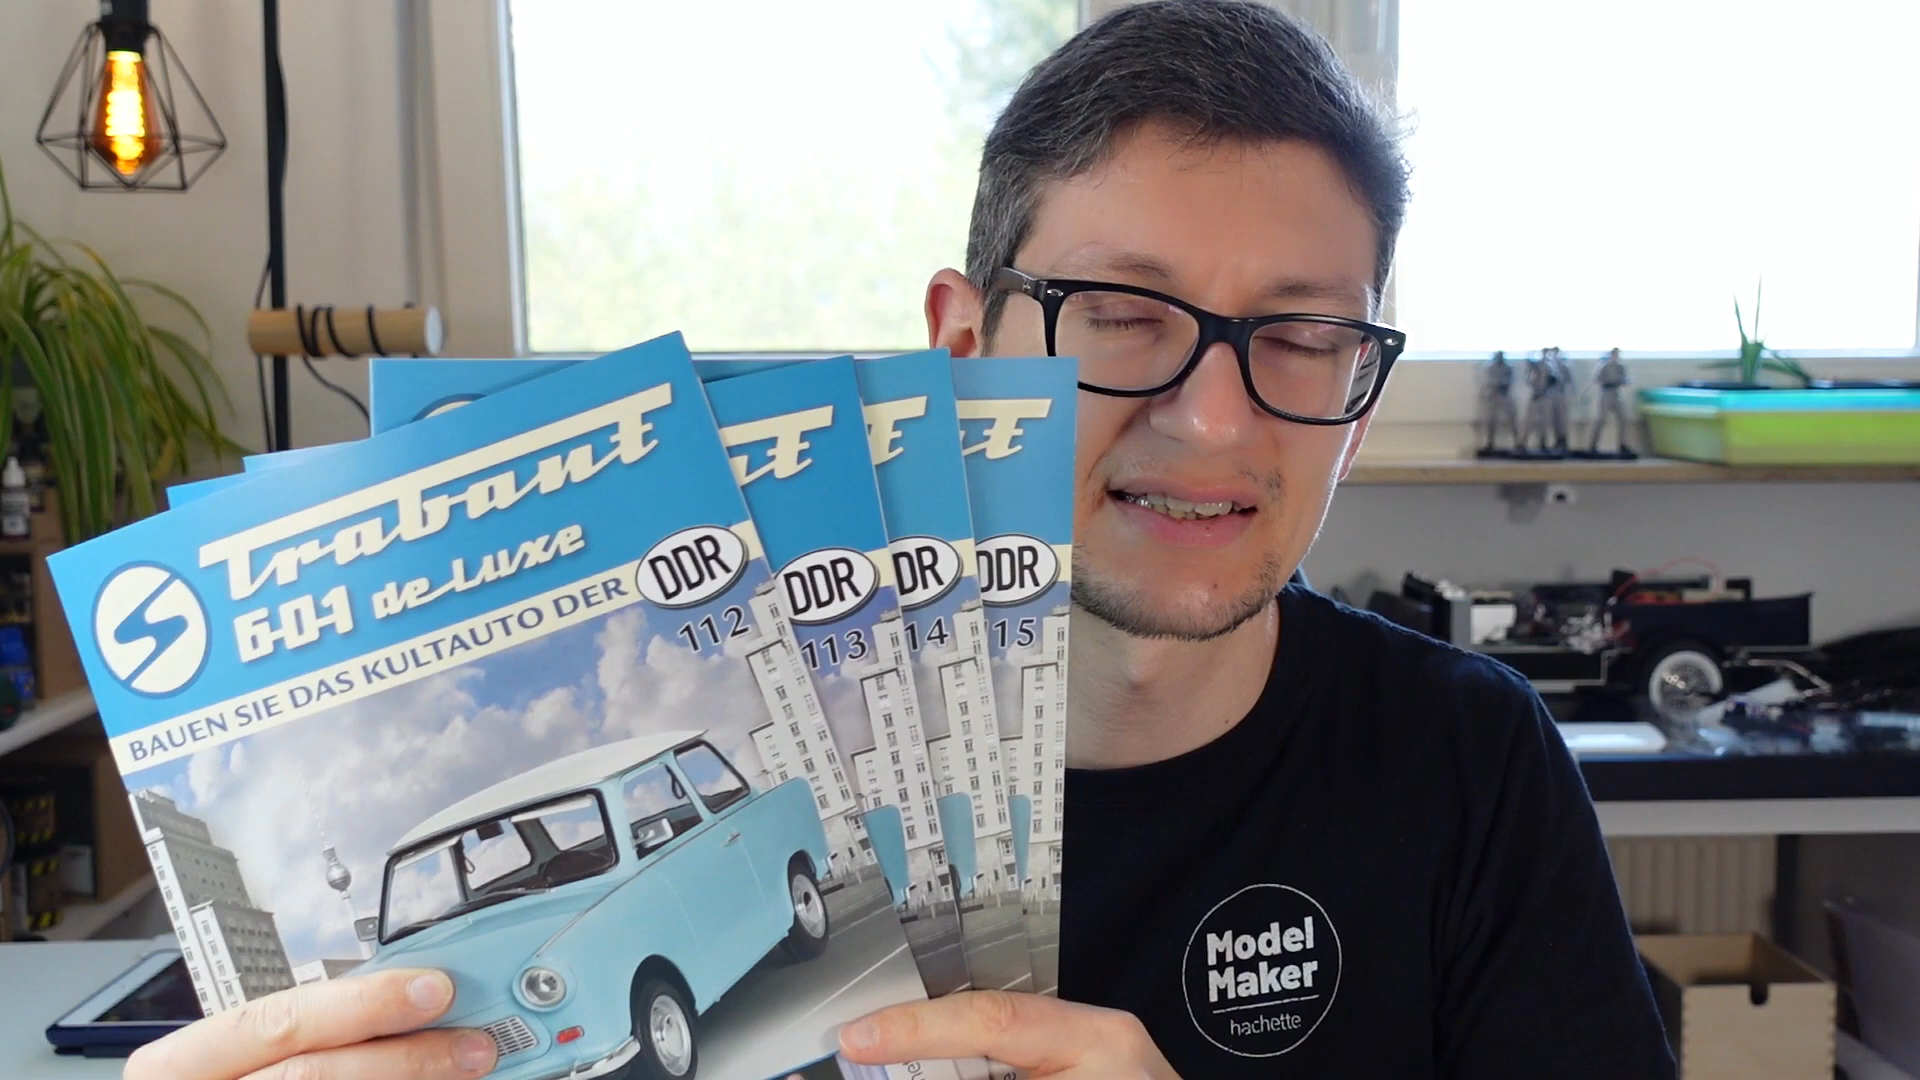 Trabant
601 de Luxe
BAUEN SIE DAS KULTAUTO DER DDR
112
DDR
113
DR
14
DDR
15
Model
Maker
hachette